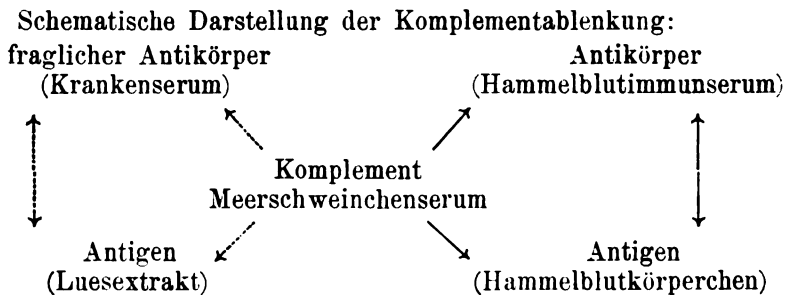 Schematische Darstellung der Komplementablenkung:
fraglicher Antikörper
(Krankenserum)
Antikörper
(Hammelblutimmunserum)
Komplement
Meerschweinchenserum
Antigen
(Luesextrakt)
Antigen
(Hammelblutkörperchen)